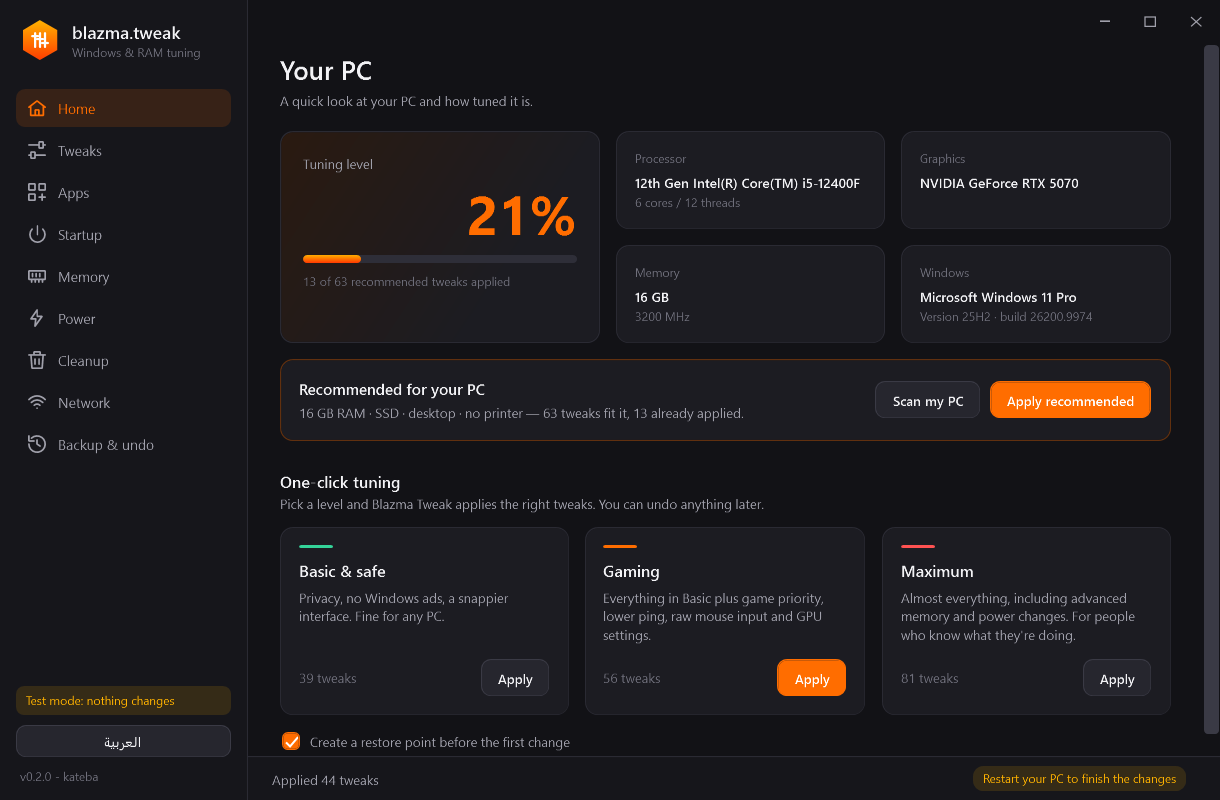 blazma.tweak
Windows & RAM tuning
Home
Tweaks
Apps
Startup
Memory
Power
Cleanup
Network
Backup & undo
Test mode: nothing changes
العربية
v0.2.0 - kateba
Your PC
A quick look at your PC and how tuned it is.
Tuning level
21%
13 of 63 recommended tweaks applied
Processor
12th Gen Intel(R) Core(TM) i5-12400F
6 cores / 12 threads
Graphics
NVIDIA GeForce RTX 5070
Memory
16 GB
3200 MHz
Windows
Microsoft Windows 11 Pro
Version 25H2 · build 26200.9974
Recommended for your PC
16 GB RAM · SSD · desktop · no printer — 63 tweaks fit it, 13 already applied.
Scan my PC
Apply recommended
One-click tuning
Pick a level and Blazma Tweak applies the right tweaks. You can undo anything later.
Basic & safe
Privacy, no Windows ads, a snappier
interface. Fine for any PC.
39 tweaks
Apply
Gaming
Everything in Basic plus game priority,
lower ping, raw mouse input and GPU
settings.
56 tweaks
Apply
Maximum
Almost everything, including advanced
memory and power changes. For people
who know what they're doing.
81 tweaks
Apply
Create a restore point before the first change
Applied 44 tweaks
Restart your PC to finish the changes